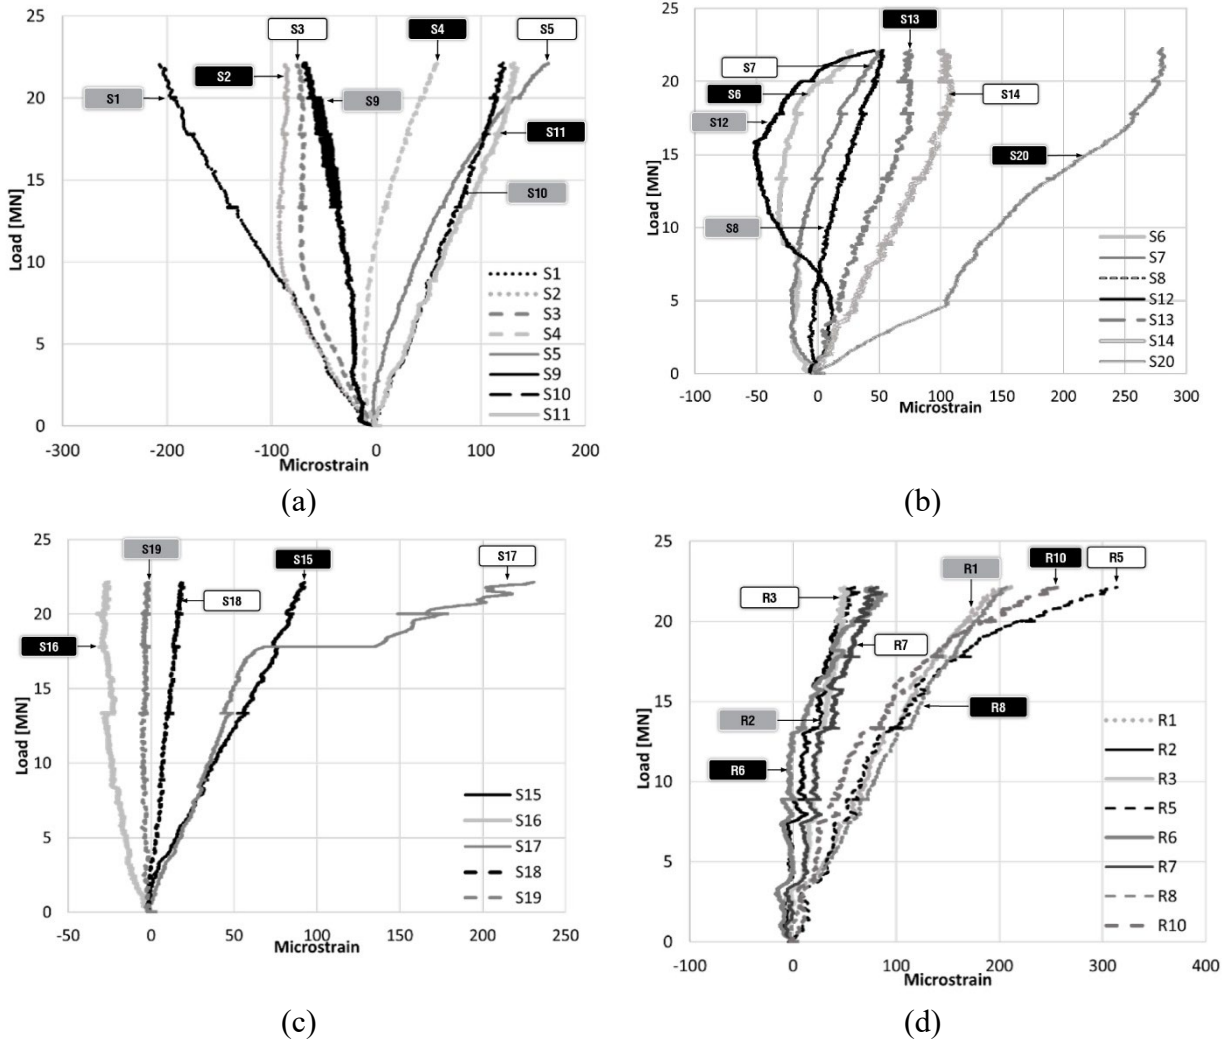 25
20
15
10
5
0
-300
-200
-100
0
100
200
Load [MN]
Microstrain
S1
S2
S3
S4
S5
S9
S11
S10
S1
S2
S3
S4
S5
S9
S10
S11
(a)
25
20
15
10
5
0
-100
-50
0
50
100
150
200
250
300
Load [MN]
Microstrain
S13
S7
S6
S12
S14
S20
S8
S6
S7
S8
S12
S13
S14
S20
(b)
25
20
15
10
5
0
-50
0
50
100
150
200
250
Load [MN]
Microstrain
S19
S15
S17
S18
S16
S15
S16
S17
S18
S19
(c)
25
20
15
10
5
0
-100
0
100
200
300
400
Load [MN]
Microstrain
R1
R10
R5
R3
R7
R2
R8
R6
R1
R2
R3
R5
R6
R7
R8
R10
(d)